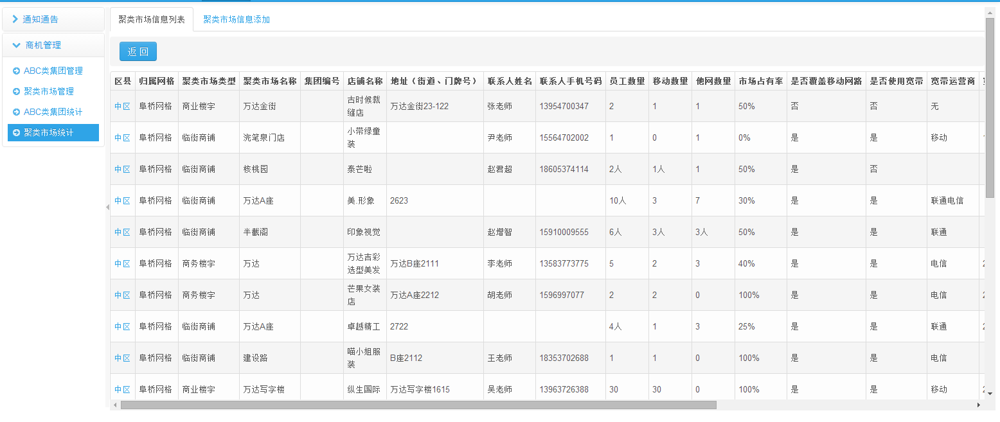 通知通告
商机管理
ABC类集团管理
聚类市场管理
ABC类集团统计
聚类市场统计
聚类市场信息列表 聚类市场信息添加
返 回
区县 归属网格 聚类市场类型 聚类市场名称 集团编号 店铺名称 地址（街道、门牌号） 联系人姓名 联系人手机号码 员工数量 移动数量 他网数量 市场占有率 是否覆盖移动网路 是否使用宽带 宽带运营商
中区 阜桥网格 商业楼宇 万达金街 古时候裁缝店 万达金街23-122 张老师 13954700347 2 1 1 50% 否 否 无
中区 阜桥网格 临街商铺 浣笔泉门店 小带绿童装 尹老师 15564702002 1 0 1 0% 是 是 移动
中区 阜桥网格 临街商铺 核桃园 泰芒啦 赵君超 18605374114 2人 1人 1 50% 是 否
中区 阜桥网格 临街商铺 万达A座 美.形象 2623 10人 3 7 30% 是 是 联通电信
中区 阜桥网格 临街商铺 半截阁 印象视觉 赵增智 15910009555 6人 3人 3人 50% 是 是 联通
中区 阜桥网格 商务楼宇 万达 万达吉彩选型美发 万达B座2111 李老师 13583773775 5 2 3 40% 是 是 电信
中区 阜桥网格 商务楼宇 万达 芒果女装店 万达A座2212 胡老师 1596997077 2 2 0 100% 是 是 电信
中区 阜桥网格 临街商铺 万达A座 卓越精工 2722 4人 1 3 25% 是 是 联通
中区 阜桥网格 临街商铺 建设路 喵小姐服装 B座2112 王老师 18353702688 1 1 0 100% 是 是 电信
中区 阜桥网格 商业楼宇 万达写字楼 纵生国际 万达写字楼1615 吴老师 13963726388 30 30 0 100% 是 是 移动